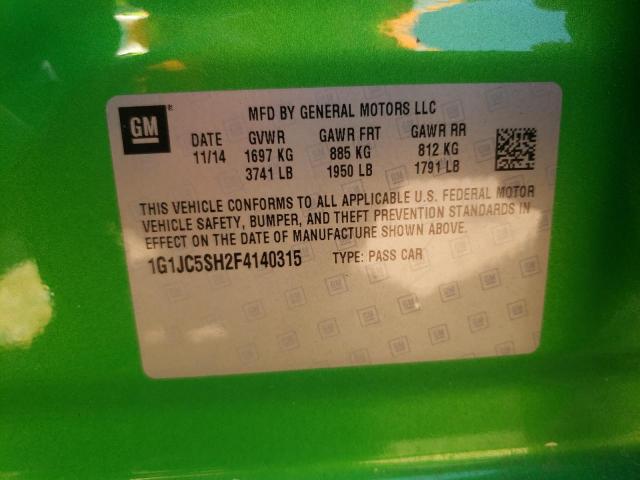 GM
MFD BY GENERAL MOTORS LLC
DATE GVWR GAWR FRT GAWR RR
11/14 1697 KG 885 KG 812 KG
3741 LB 1950 LB 1791 LB
THIS VEHICLE CONFORMS TO ALL APPLICABLE U.S. FEDERAL MOTOR
VEHICLE SAFETY, BUMPER, AND THEFT PREVENTION STANDARDS IN
EFFECT ON THE DATE OF MANUFACTURE SHOWN ABOVE.
1G1JC5SH2F4140315 TYPE: PASS CAR